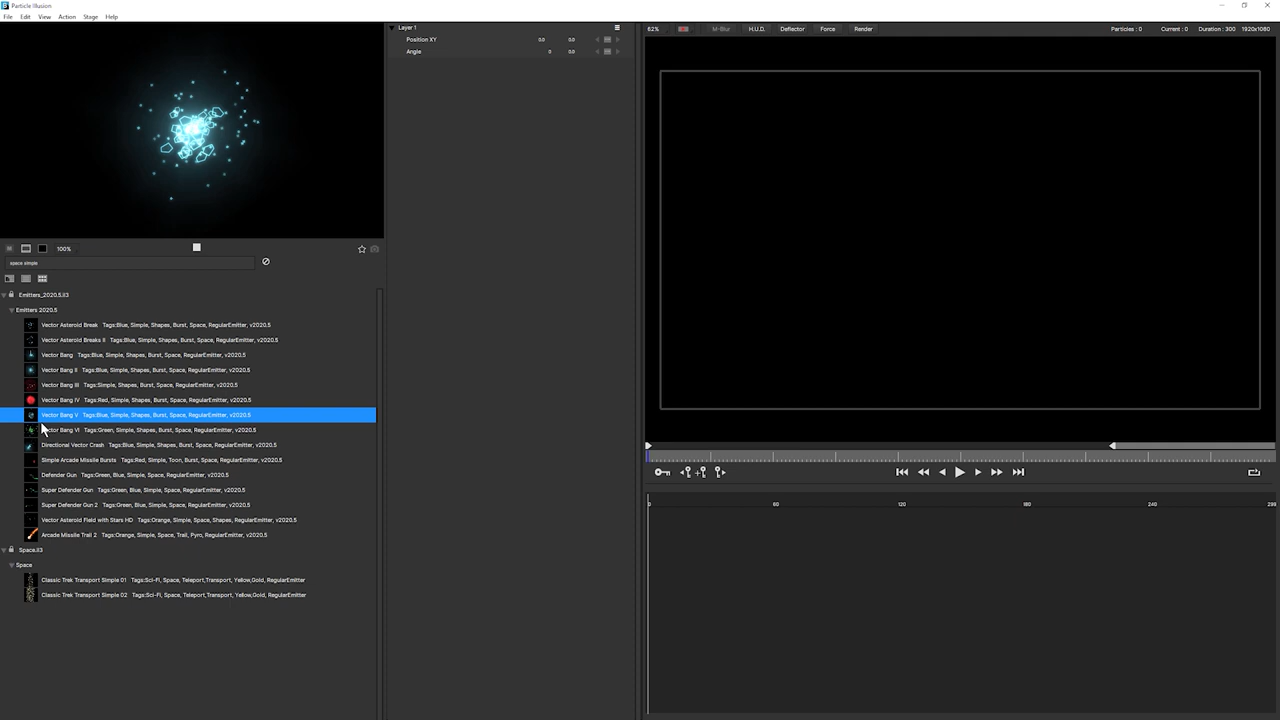 Particle Illusion
File Edit View Action Stage Help
Layer 1
Position XY 0.0 0.0
Angle 0 0.0
62% M-Blur H.U.D. Deflector Force Render Particles : 0 Current : 0 Duration : 300 1920x1080
100%
space simple
Emitters_2020.5.il3
Emitters 2020.5
Vector Asteroid Break Tags:Blue, Simple, Shapes, Burst, Space, RegularEmitter, v2020.5
Vector Asteroid Breaks II Tags:Blue, Simple, Shapes, Burst, Space, RegularEmitter, v2020.5
Vector Bang Tags:Blue, Simple, Shapes, Burst, Space, RegularEmitter, v2020.5
Vector Bang II Tags:Blue, Simple, Shapes, Burst, Space, RegularEmitter, v2020.5
Vector Bang III Tags:Simple, Shapes, Burst, Space, RegularEmitter, v2020.5
Vector Bang IV Tags:Red, Simple, Shapes, Burst, Space, RegularEmitter, v2020.5
Vector Bang V Tags:Blue, Simple, Shapes, Burst, Space, RegularEmitter, v2020.5
Vector Bang VI Tags:Green, Simple, Shapes, Burst, Space, RegularEmitter, v2020.5
Directional Vector Crash Tags:Blue, Simple, Shapes, Burst, Space, RegularEmitter, v2020.5
Simple Arcade Missile Bursts Tags:Red, Simple, Toon, Burst, Space, RegularEmitter, v2020.5
Defender Gun Tags:Green, Blue, Simple, Space, RegularEmitter, v2020.5
Super Defender Gun Tags:Green, Blue, Simple, Space, RegularEmitter, v2020.5
Super Defender Gun 2 Tags:Green, Blue, Simple, Space, RegularEmitter, v2020.5
Vector Asteroid Field with Stars HD Tags:Orange, Simple, Space, Shapes, RegularEmitter, v2020.5
Arcade Missile Trail 2 Tags:Orange, Simple, Space, Trail, Pyro, RegularEmitter, v2020.5
Space.il3
Space
Classic Trek Transport Simple 01 Tags:Sci-Fi, Space, Teleport,Transport, Yellow,Gold, RegularEmitter
Classic Trek Transport Simple 02 Tags:Sci-Fi, Space, Teleport,Transport, Yellow,Gold, RegularEmitter
0 60 120 180 240 299